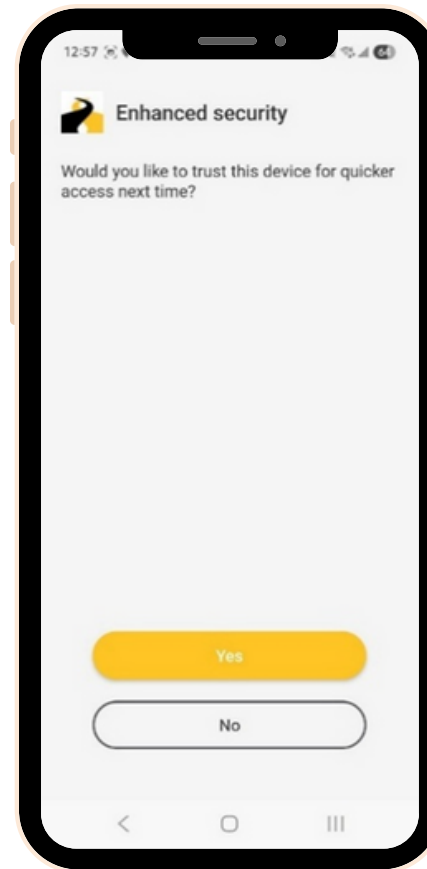 12:57
Enhanced security
Would you like to trust this device for quicker
access next time?
Yes
No